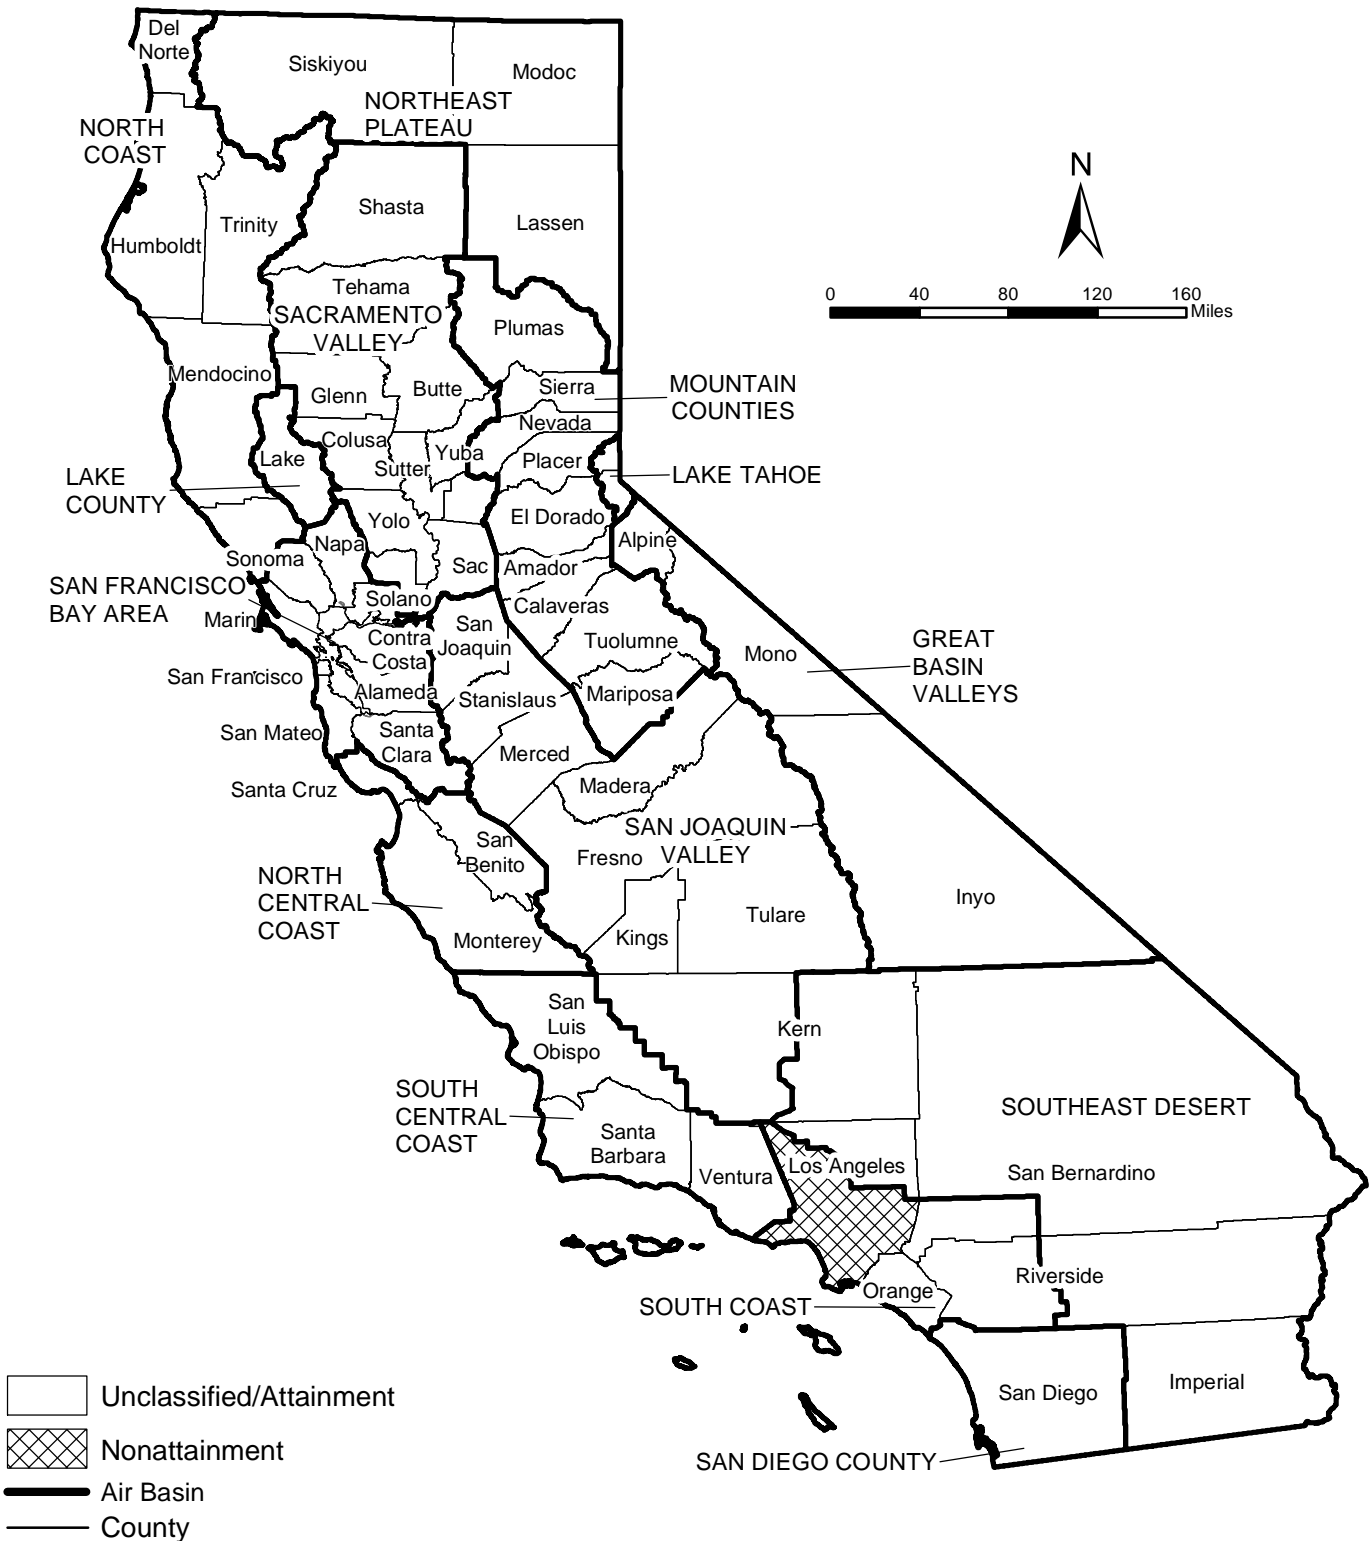 Del
Norte
Siskiyou
Modoc
NORTHEAST
PLATEAU
NORTH
COAST
N
Shasta
Trinity
Lassen
Humboldt
Tehama
0 40 80 120 160
Miles
SACRAMENTO
VALLEY
Plumas
Mendocino
Glenn
Butte
Sierra
MOUNTAIN
COUNTIES
Nevada
Colusa
Yuba
Lake
Sutter
Placer
LAKE TAHOE
LAKE
COUNTY
Yolo
El Dorado
Napa
Alpine
Sonoma
Sac
Amador
SAN FRANCISCO
BAY AREA
Solano
Calaveras
Marin
San
Joaquin
Contra
Costa
Tuolumne
Mono
GREAT
BASIN
VALLEYS
San Francisco
Alameda
Stanislaus
Mariposa
San Mateo
Santa
Clara
Merced
Santa Cruz
Madera
SAN JOAQUIN
VALLEY
San
Benito
Fresno
NORTH
CENTRAL
COAST
Inyo
Tulare
Kings
Monterey
San
Luis
Obispo
Kern
SOUTH
CENTRAL
COAST
SOUTHEAST DESERT
Santa
Barbara
Ventura
Los Angeles
San Bernardino
Riverside
Orange
SOUTH COAST
San Diego
Imperial
SAN DIEGO COUNTY
Unclassified/Attainment
Nonattainment
Air Basin
County